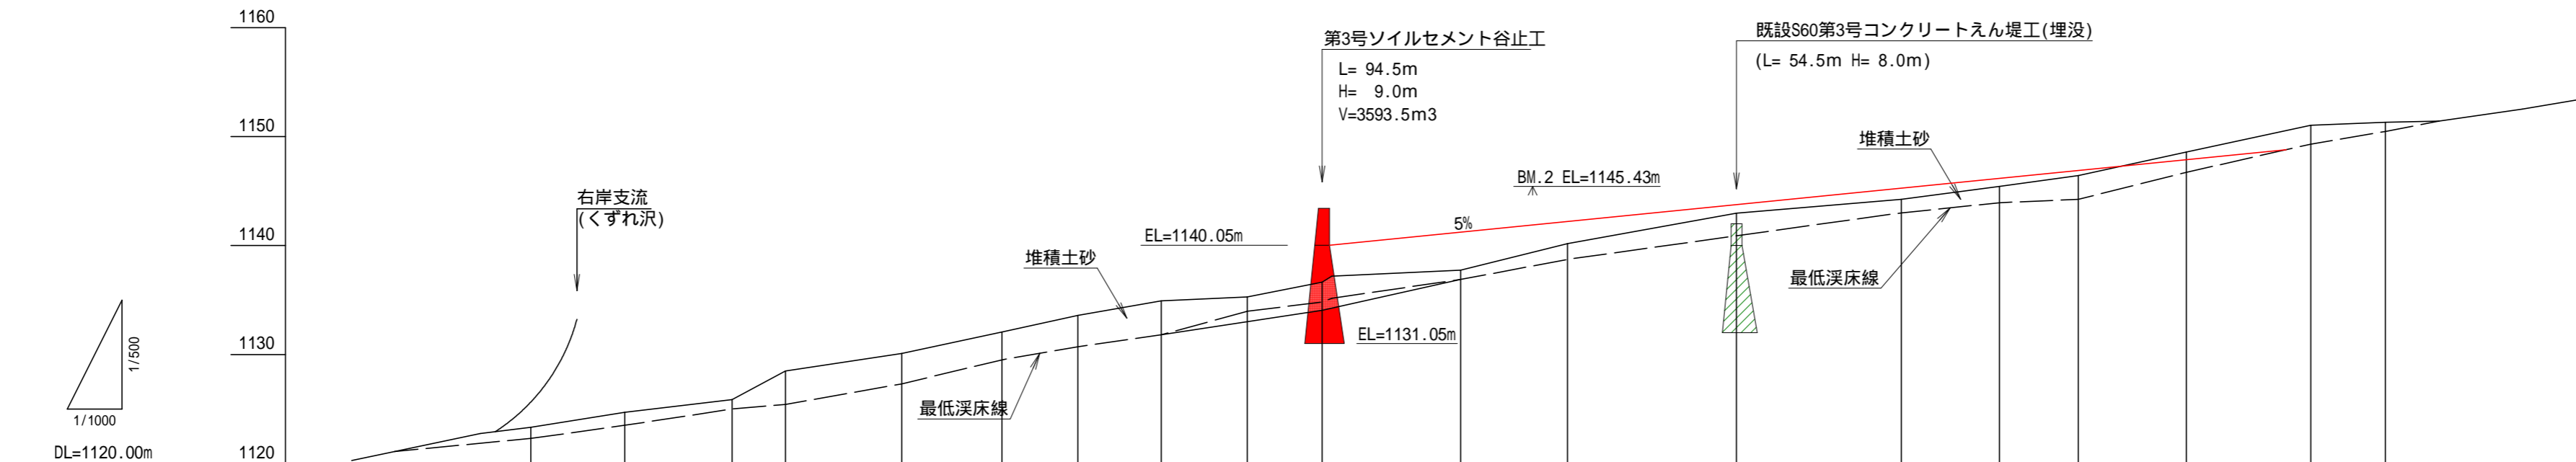 1160
1150
1140
1130
1120
DL=1120.00m
1/1000
1/500
右岸支流
(くずれ沢)
堆積土砂
最低渓床線
EL=1140.05m
第3号ソイルセメント谷止工
L= 94.5m
H= 9.0m
V=3593.5m3
EL=1131.05m
5%
BM.2 EL=1145.43m
既設S60第3号コンクリートえん堤工(埋没)
(L= 54.5m H= 8.0m)
堆積土砂
最低渓床線